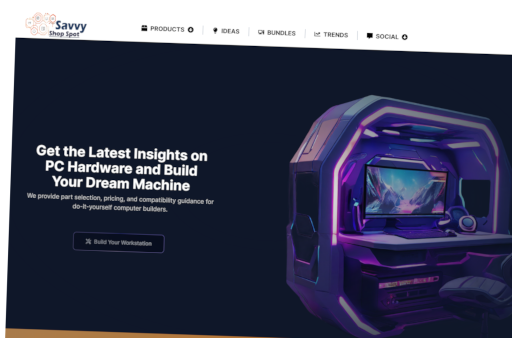 Savvy
Shop Spot
PRODUCTS
IDEAS
BUNDLES
TRENDS
SOCIAL
Get the Latest Insights on
PC Hardware and Build
Your Dream Machine
We provide part selection, pricing, and compatibility guidance for
do-it-yourself computer builders.
Build Your Workstation